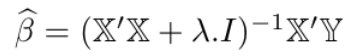 β̂ = (𝕏′𝕏 + λ.I)⁻¹𝕏′𝕐